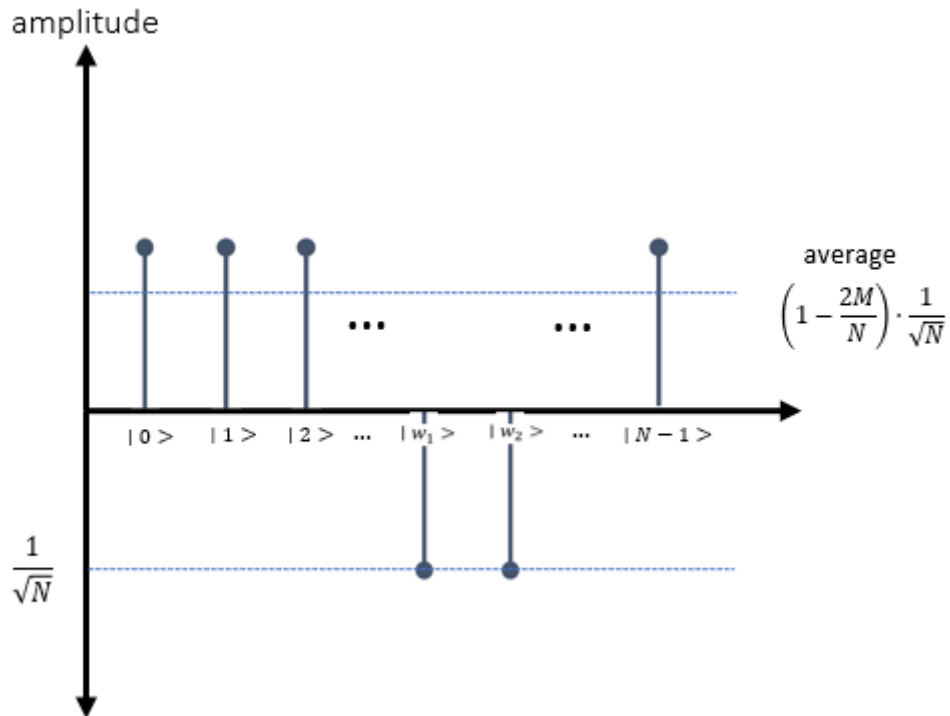 amplitude
average
(1 − 2M/N) · 1/√N
... ...
| 0 > | 1 > | 2 > ... | w₁ > | w₂ > ... | N − 1 >
1/√N